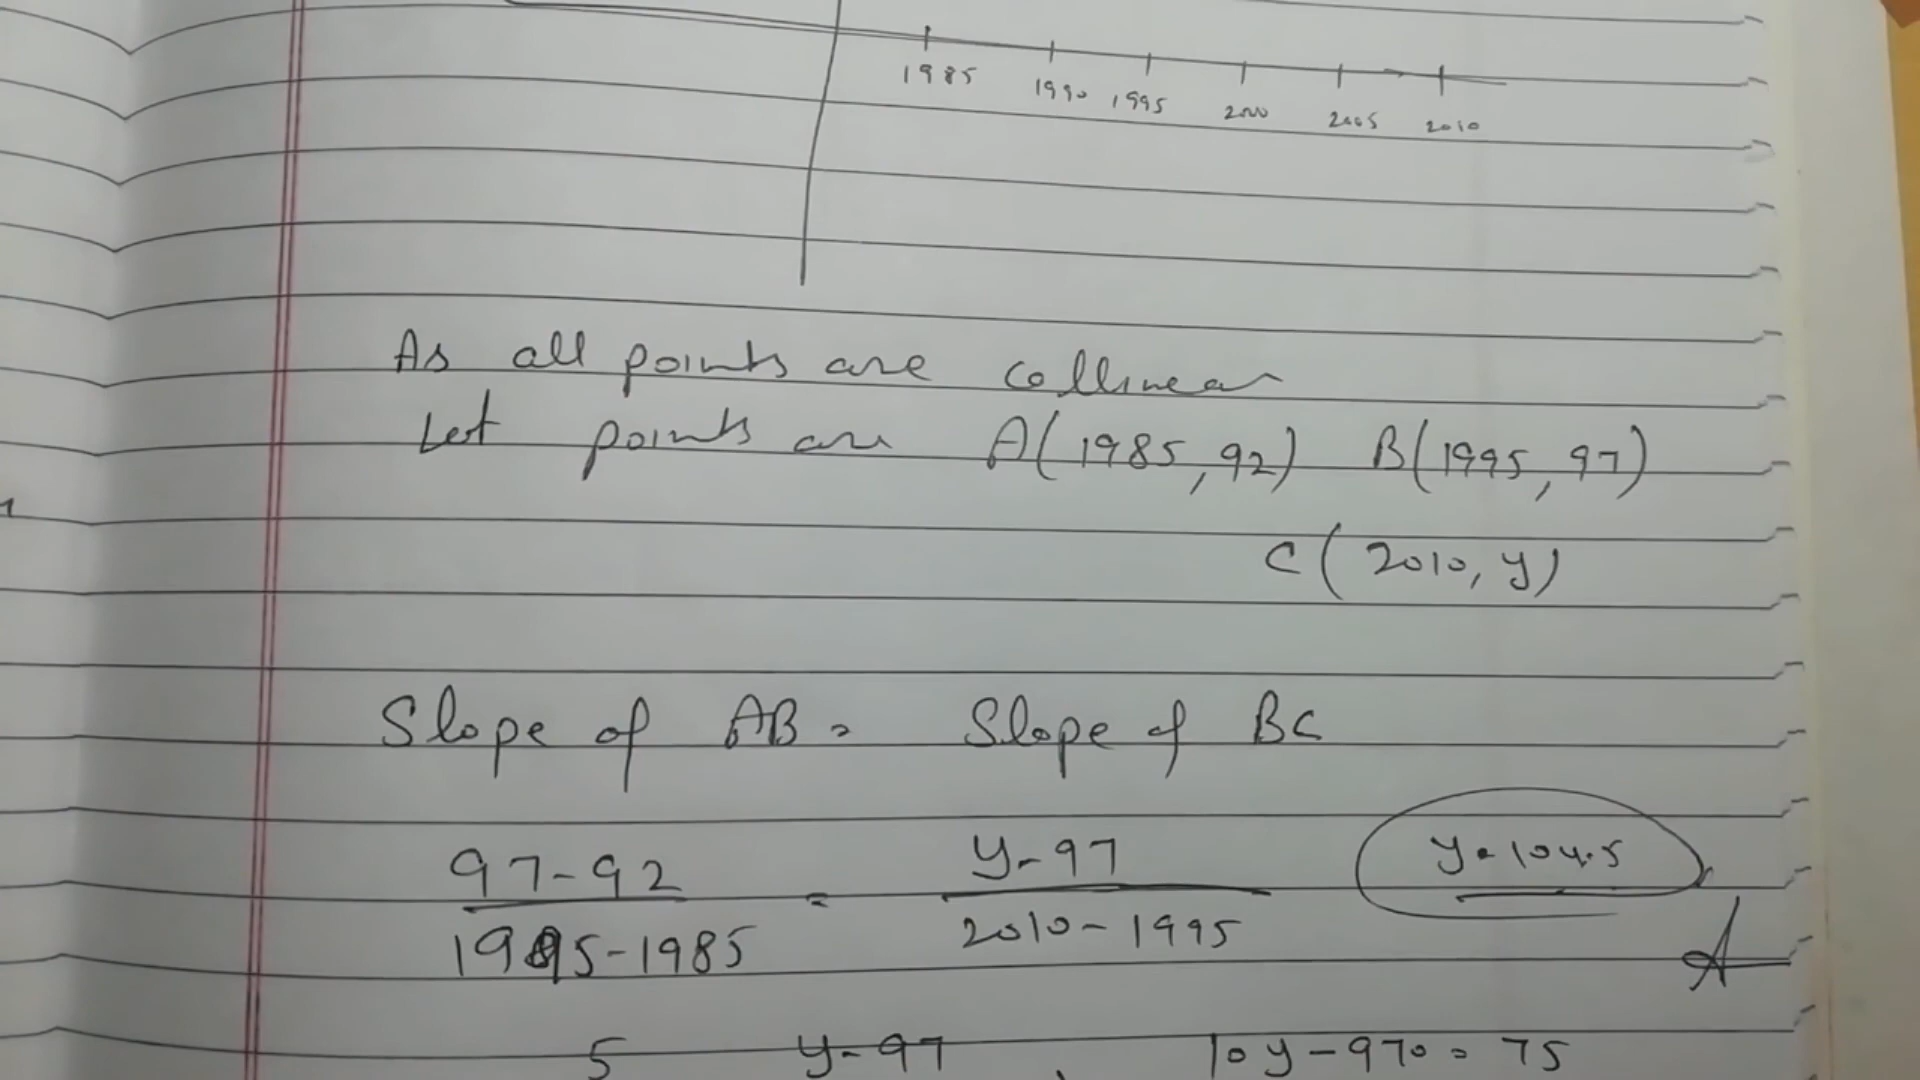 1985 1990 1995 2000 2005 2010
As all points are collinear
Let points are A(1985,92) B(1995,97)
C(2010,y)
Slope of AB = Slope of BC
97-92 = y-97 y=104.5
1995-1985 2010-1995
5 y-97 10y-970=75